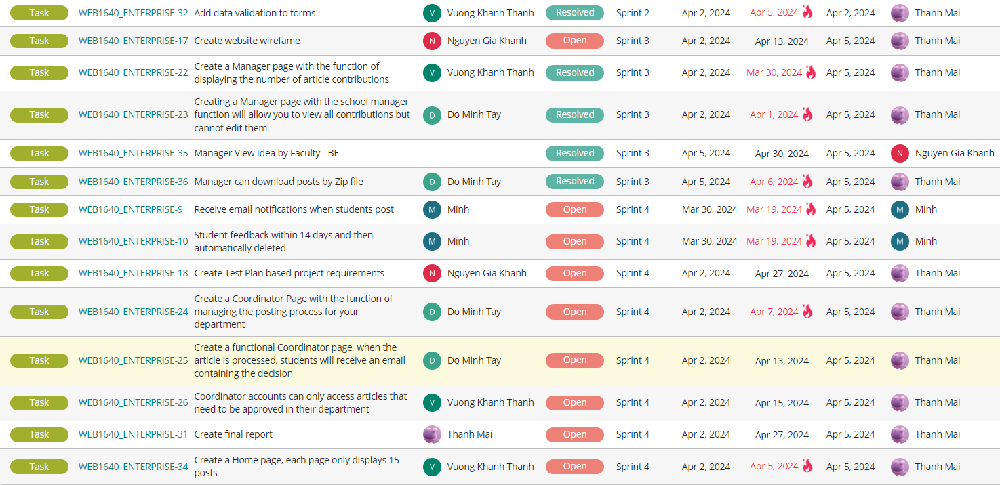 Task WEB1640_ENTERPRISE-32 Add data validation to forms V Vuong Khanh Thanh Resolved Sprint 2 Apr 2, 2024 Apr 5, 2024 Apr 2, 2024 Thanh Mai
Task WEB1640_ENTERPRISE-17 Create website wirefame N Nguyen Gia Khanh Open Sprint 3 Apr 2, 2024 Apr 13, 2024 Apr 5, 2024 Thanh Mai
Task WEB1640_ENTERPRISE-22 Create a Manager page with the function of
displaying the number of article contributions V Vuong Khanh Thanh Resolved Sprint 3 Apr 2, 2024 Mar 30, 2024 Apr 5, 2024 Thanh Mai
Task WEB1640_ENTERPRISE-23 Creating a Manager page with the school manager
function will allow you to view all contributions but
cannot edit them D Do Minh Tay Resolved Sprint 3 Apr 2, 2024 Apr 1, 2024 Apr 5, 2024 Thanh Mai
Task WEB1640_ENTERPRISE-35 Manager View Idea by Faculty - BE Resolved Sprint 3 Apr 5, 2024 Apr 30, 2024 Apr 5, 2024 N Nguyen Gia Khanh
Task WEB1640_ENTERPRISE-36 Manager can download posts by Zip file D Do Minh Tay Resolved Sprint 3 Apr 5, 2024 Apr 6, 2024 Apr 5, 2024 Thanh Mai
Task WEB1640_ENTERPRISE-9 Receive email notifications when students post M Minh Open Sprint 4 Mar 30, 2024 Mar 19, 2024 Apr 5, 2024 M Minh
Task WEB1640_ENTERPRISE-10 Student feedback within 14 days and then
automatically deleted M Minh Open Sprint 4 Mar 30, 2024 Mar 19, 2024 Apr 5, 2024 M Minh
Task WEB1640_ENTERPRISE-18 Create Test Plan based project requirements N Nguyen Gia Khanh Open Sprint 4 Apr 2, 2024 Apr 27, 2024 Apr 5, 2024 Thanh Mai
Task WEB1640_ENTERPRISE-24 Create a Coordinator Page with the function of
managing the posting process for your
department D Do Minh Tay Open Sprint 4 Apr 2, 2024 Apr 7, 2024 Apr 5, 2024 Thanh Mai
Task WEB1640_ENTERPRISE-25 Create a functional Coordinator page, when the
article is processed, students will receive an email
containing the decision D Do Minh Tay Open Sprint 4 Apr 2, 2024 Apr 13, 2024 Apr 5, 2024 Thanh Mai
Task WEB1640_ENTERPRISE-26 Coordinator accounts can only access articles that
need to be approved in their department V Vuong Khanh Thanh Open Sprint 4 Apr 2, 2024 Apr 15, 2024 Apr 5, 2024 Thanh Mai
Task WEB1640_ENTERPRISE-31 Create final report Thanh Mai Open Sprint 4 Apr 2, 2024 Apr 27, 2024 Apr 5, 2024 Thanh Mai
Task WEB1640_ENTERPRISE-34 Create a Home page, each page only displays 15
posts V Vuong Khanh Thanh Open Sprint 4 Apr 2, 2024 Apr 5, 2024 Apr 5, 2024 Thanh Mai